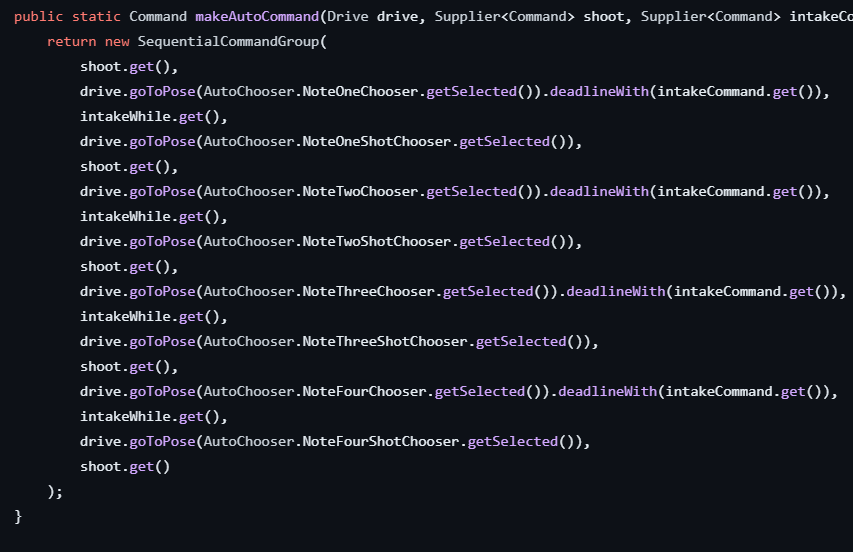 public static Command makeAutoCommand(Drive drive, Supplier<Command> shoot, Supplier<Command> intakeCo
return new SequentialCommandGroup(
shoot.get(),
drive.goToPose(AutoChooser.NoteOneChooser.getSelected()).deadlineWith(intakeCommand.get()),
intakeWhile.get(),
drive.goToPose(AutoChooser.NoteOneShotChooser.getSelected()),
shoot.get(),
drive.goToPose(AutoChooser.NoteTwoChooser.getSelected()).deadlineWith(intakeCommand.get()),
intakeWhile.get(),
drive.goToPose(AutoChooser.NoteTwoShotChooser.getSelected()),
shoot.get(),
drive.goToPose(AutoChooser.NoteThreeChooser.getSelected()).deadlineWith(intakeCommand.get()),
intakeWhile.get(),
drive.goToPose(AutoChooser.NoteThreeShotChooser.getSelected()),
shoot.get(),
drive.goToPose(AutoChooser.NoteFourChooser.getSelected()).deadlineWith(intakeCommand.get()),
intakeWhile.get(),
drive.goToPose(AutoChooser.NoteFourShotChooser.getSelected()),
shoot.get()
);
}